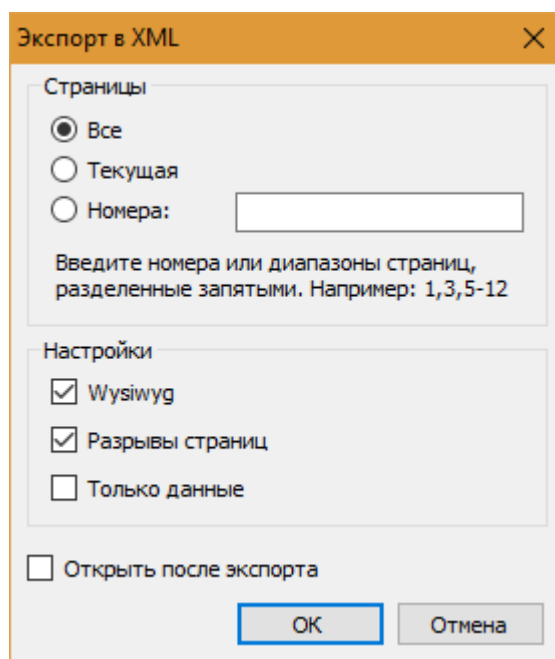 Экспорт в XML
Страницы
Все
Текущая
Номера:
Введите номера или диапазоны страниц,
разделенные запятыми. Например: 1,3,5-12
Настройки
Wysiwyg
Разрывы страниц
Только данные
Открыть после экспорта
OK Отмена